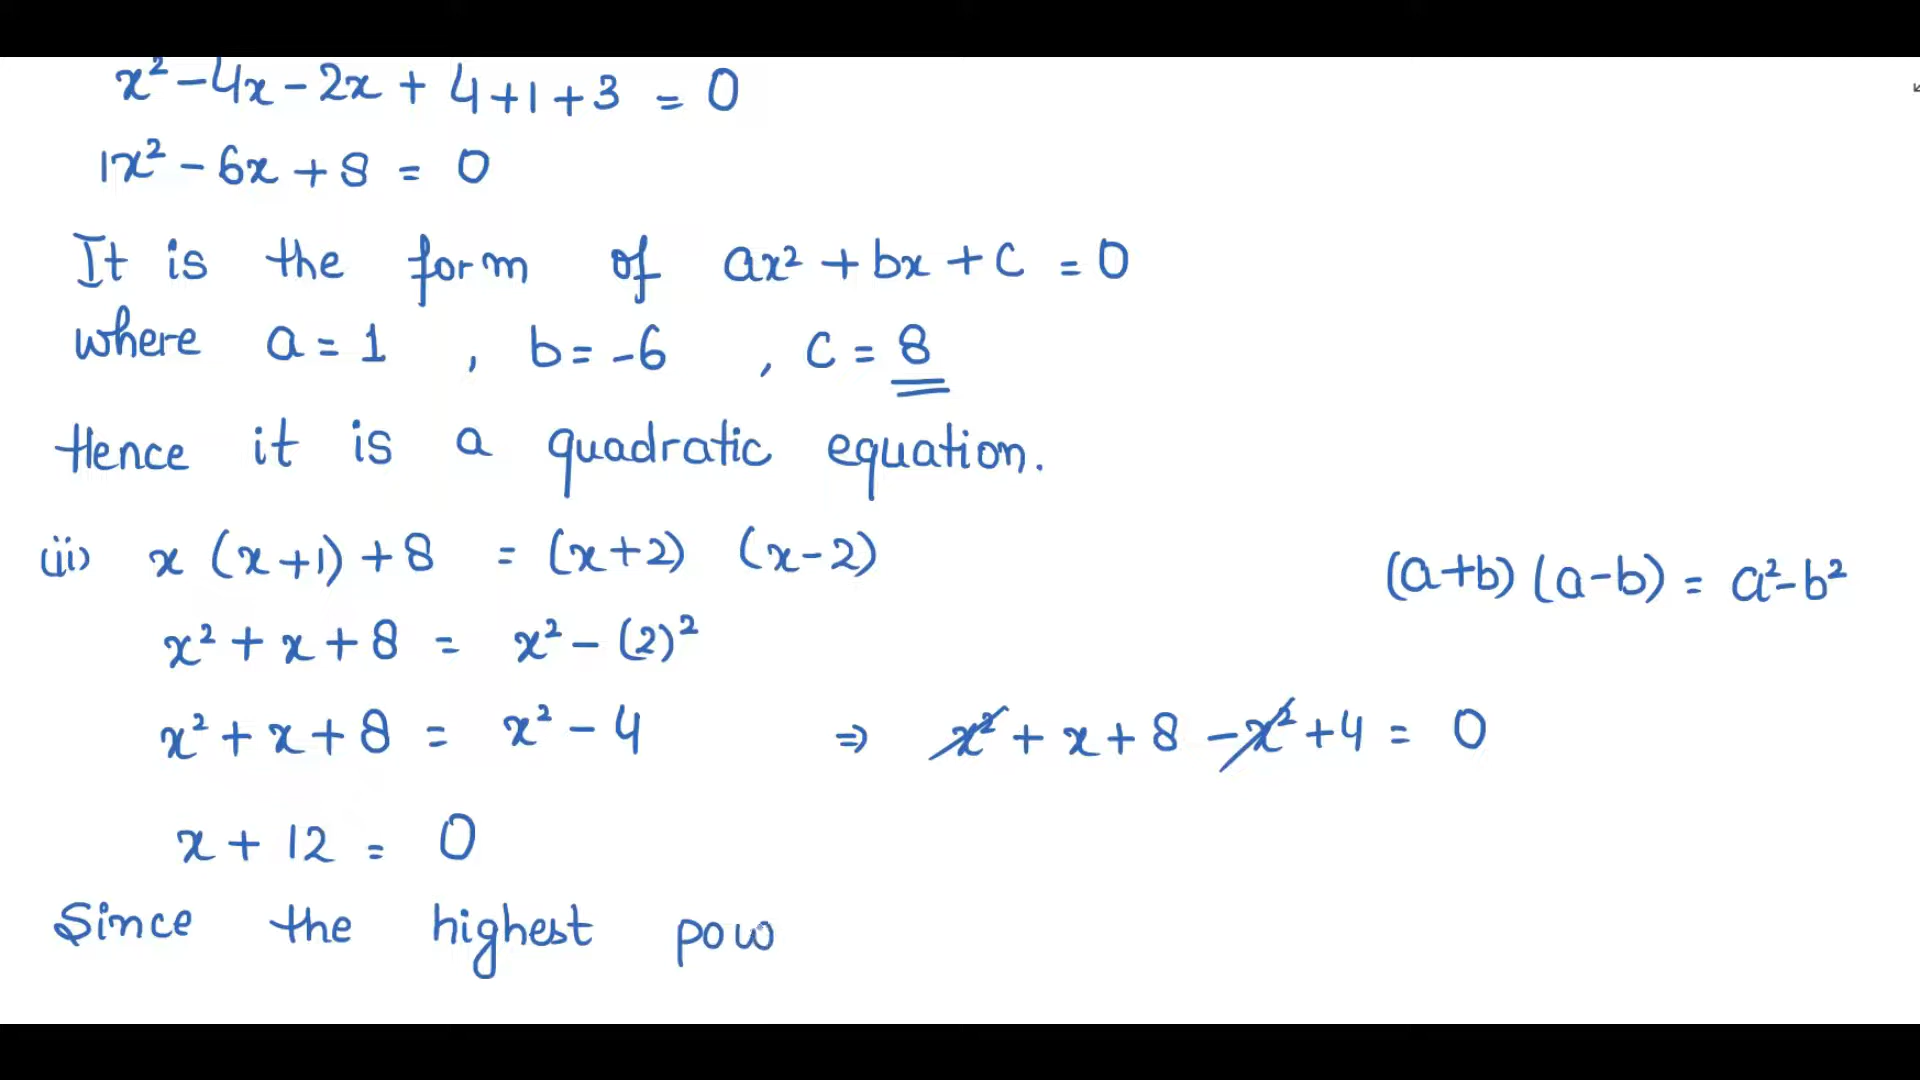 x² - 4x - 2x + 4 + 1 + 3 = 0
1x² - 6x + 8 = 0
It is the form of ax² + bx + c = 0
where a = 1 , b = -6 , c = 8
Hence it is a quadratic equation.
(ii) x (x+1) + 8 = (x+2) (x-2) (a+b) (a-b) = a² - b²
x² + x + 8 = x² - (2)²
x² + x + 8 = x² - 4 ⇒ x² + x + 8 - x² + 4 = 0
x + 12 = 0
Since the highest pow